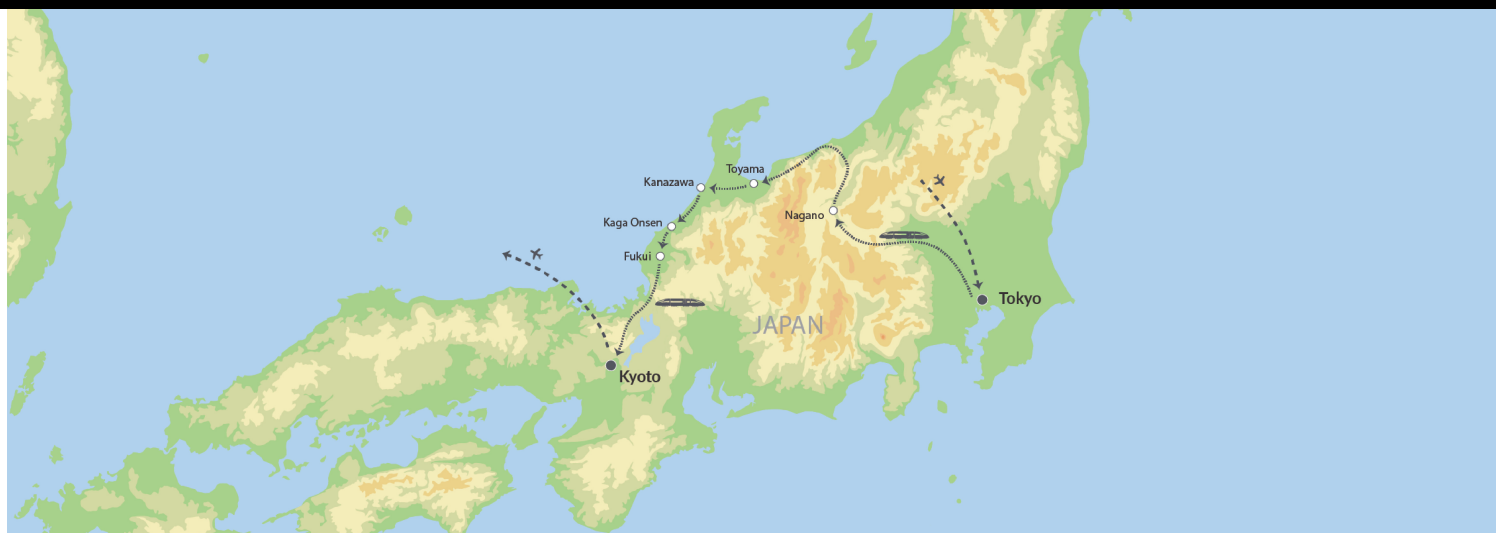 Toyama
Kanazawa
Nagano
Kaga Onsen
Fukui
Tokyo
JAPAN
Kyoto